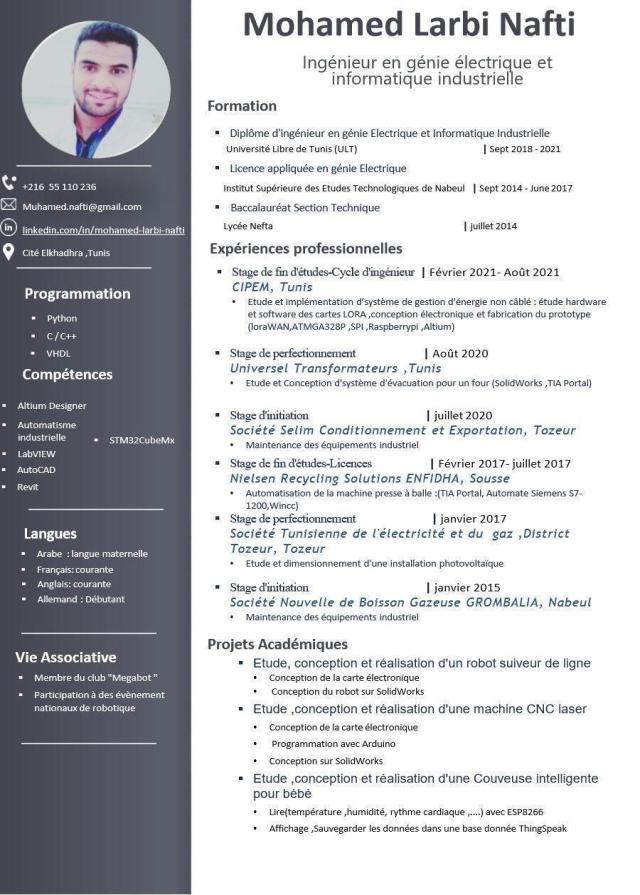 Mohamed Larbi Nafti
Ingénieur en génie électrique et
informatique industrielle
+216 55 110 236
Muhamed.nafti@gmail.com
linkedin.com/in/mohamed-larbi-nafti
Cité Elkhadhra ,Tunis
Programmation
Python
C / C++
VHDL
Compétences
Altium Designer
Automatisme
industrielle
STM32CubeMx
LabVIEW
AutoCAD
Revit
Langues
Arabe : langue maternelle
Français: courante
Anglais: courante
Allemand : Débutant
Vie Associative
Membre du club "Megabot "
Participation à des évènement
nationaux de robotique
Formation
Diplôme d'ingénieur en génie Electrique et Informatique Industrielle
Université Libre de Tunis (ULT) | Sept 2018 - 2021
Licence appliquée en génie Electrique
Institut Supérieure des Etudes Technologiques de Nabeul | Sept 2014 - June 2017
Baccalauréat Section Technique
Lycée Nefta | juillet 2014
Expériences professionnelles
Stage de fin d'études-Cycle d'ingénieur | Février 2021- Août 2021
CIPEM, Tunis
Etude et implémentation d'système de gestion d'énergie non câblé : étude hardware
et software des cartes LORA ,conception électronique et fabrication du prototype
(loraWAN,ATMGA328P ,SPI ,Raspberrypi ,Altium)
Stage de perfectionnement | Août 2020
Universel Transformateurs ,Tunis
Etude et Conception d'système d'évacuation pour un four (SolidWorks ,TIA Portal)
Stage d'initiation | juillet 2020
Société Selim Conditionnement et Exportation, Tozeur
Maintenance des équipements industriel
Stage de fin d'études-Licences | Février 2017- juillet 2017
Nielsen Recycling Solutions ENFIDHA, Sousse
Automatisation de la machine presse à balle :(TIA Portal, Automate Siemens S7-
1200,Wincc)
Stage de perfectionnement | janvier 2017
Société Tunisienne de l'électricité et du gaz ,District
Tozeur, Tozeur
Etude et dimensionnement d'une installation photovoltaïque
Stage d'initiation | janvier 2015
Société Nouvelle de Boisson Gazeuse GROMBALIA, Nabeul
Maintenance des équipements industriel
Projets Académiques
Etude, conception et réalisation d'un robot suiveur de ligne
Conception de la carte électronique
Conception du robot sur SolidWorks
Etude ,conception et réalisation d'une machine CNC laser
Conception de la carte électronique
Programmation avec Arduino
Conception sur SolidWorks
Etude ,conception et réalisation d'une Couveuse intelligente
pour bébé
Lire(température ,humidité, rythme cardiaque ,....) avec ESP8266
Affichage ,Sauvegarder les données dans une base donnée ThingSpeak